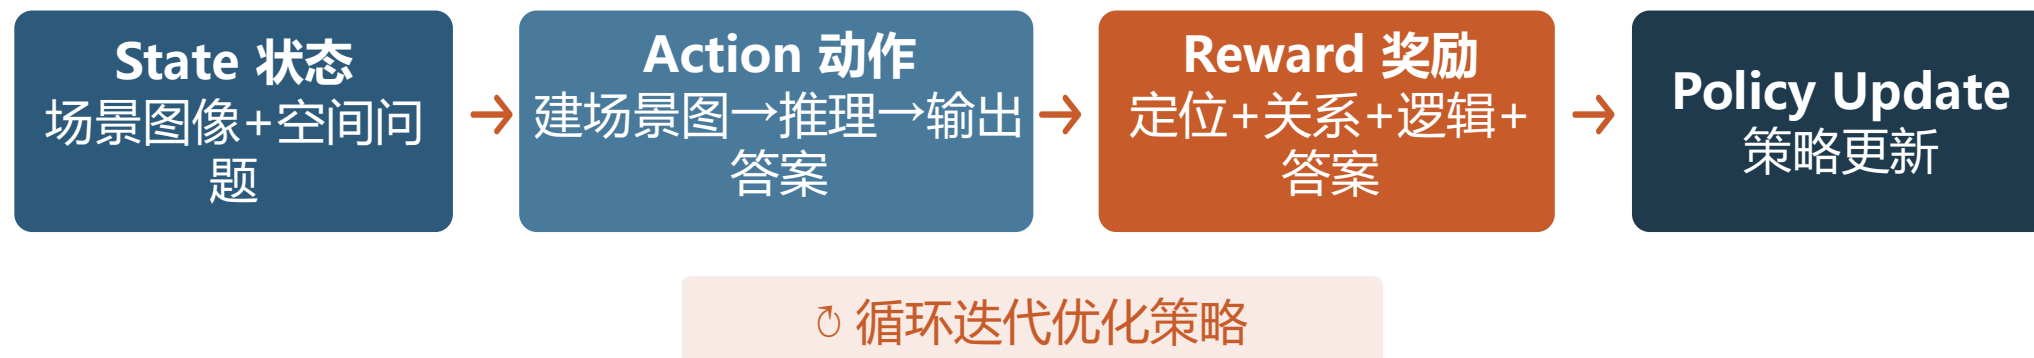 State 状态
场景图像+空间问
题
→
Action 动作
建场景图→推理→输出
答案
→
Reward 奖励
定位+关系+逻辑+
答案
→
Policy Update
策略更新
↻ 循环迭代优化策略